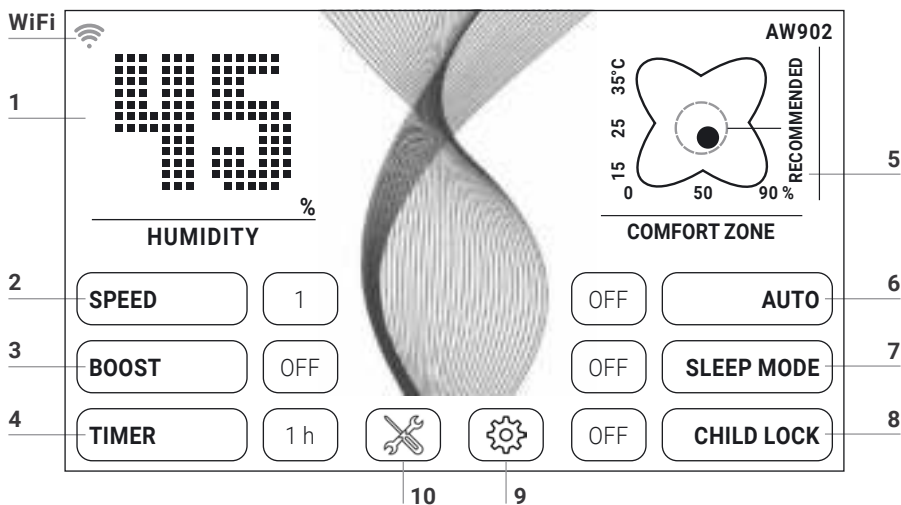 WiFi
AW902
1
45
%
HUMIDITY
35°C
25
15
0 50 90 %
RECOMMENDED
COMFORT ZONE
5
2
SPEED 1
OFF AUTO
6
3
BOOST OFF
OFF SLEEP MODE
7
4
TIMER 1 h
OFF CHILD LOCK
8
10
9